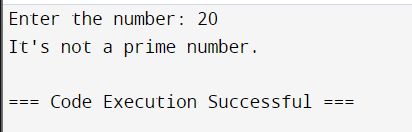 Enter the number: 20
It's not a prime number.
=== Code Execution Successful ===